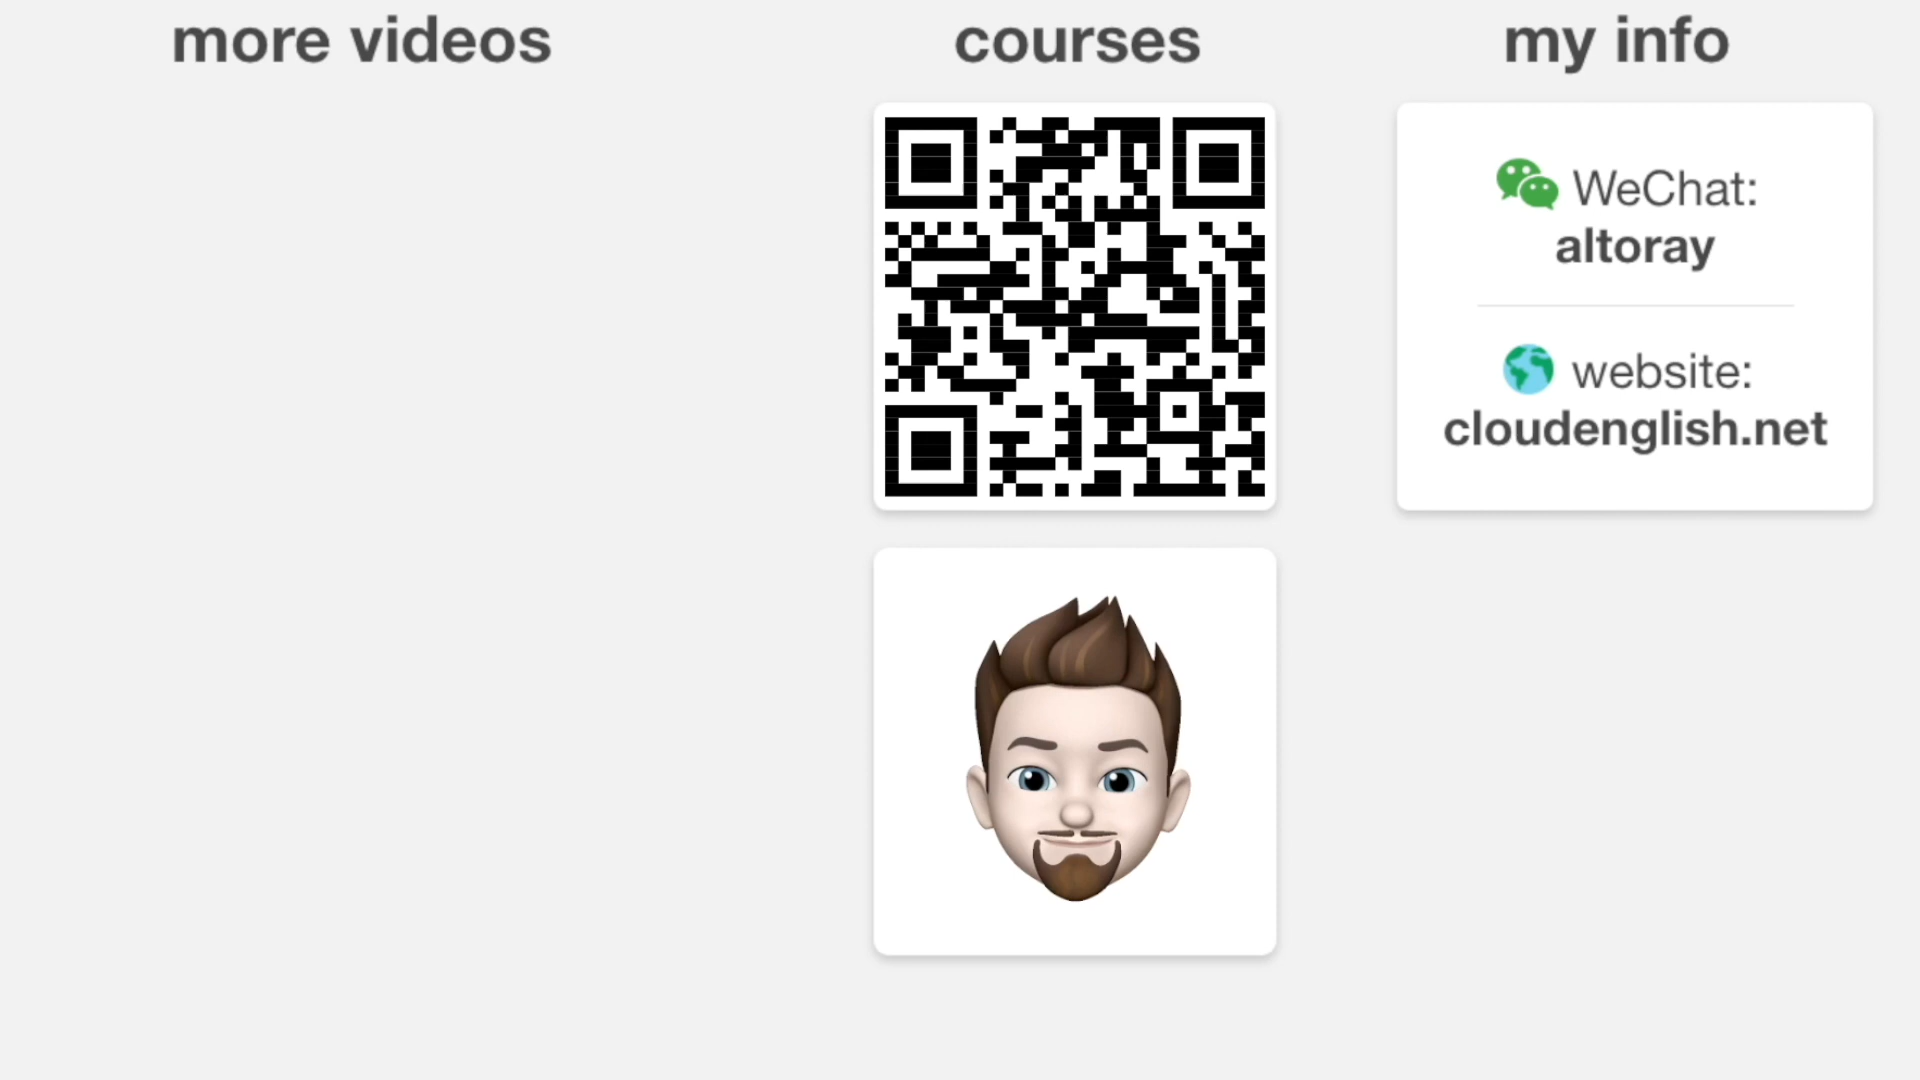 more videos
courses
my info
WeChat:
altoray
website:
cloudenglish.net